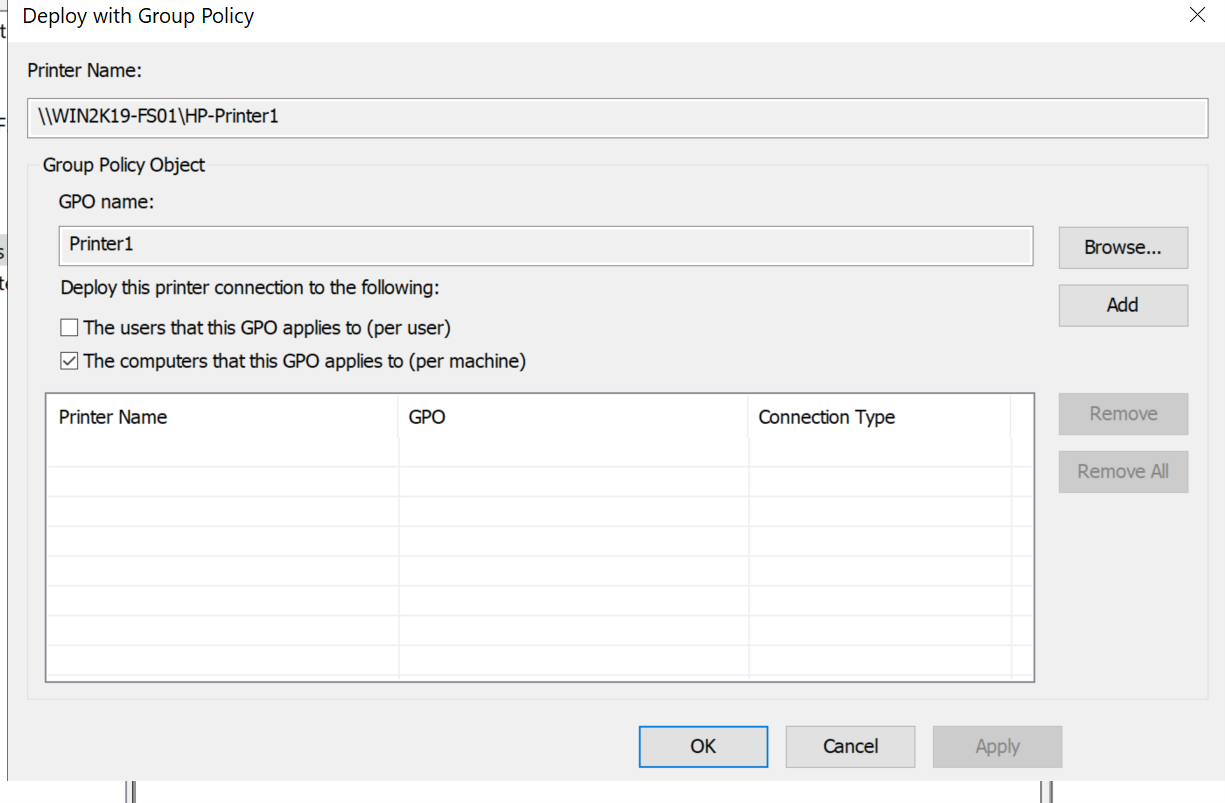 Deploy with Group Policy
Printer Name:
\\WIN2K19-FS01\HP-Printer1
Group Policy Object
GPO name:
Printer1
Browse...
Deploy this printer connection to the following:
Add
The users that this GPO applies to (per user)
The computers that this GPO applies to (per machine)
Printer Name GPO Connection Type
Remove
Remove All
OK Cancel Apply